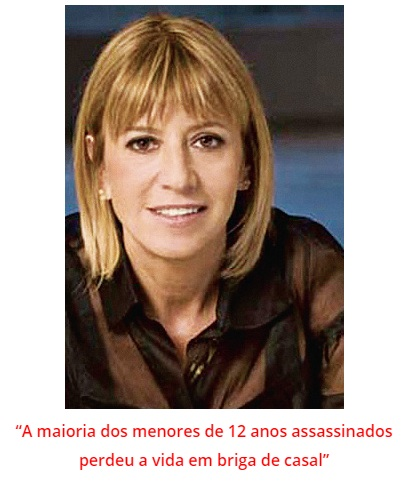 “A maioria dos menores de 12 anos assassinados
perdeu a vida em briga de casal”